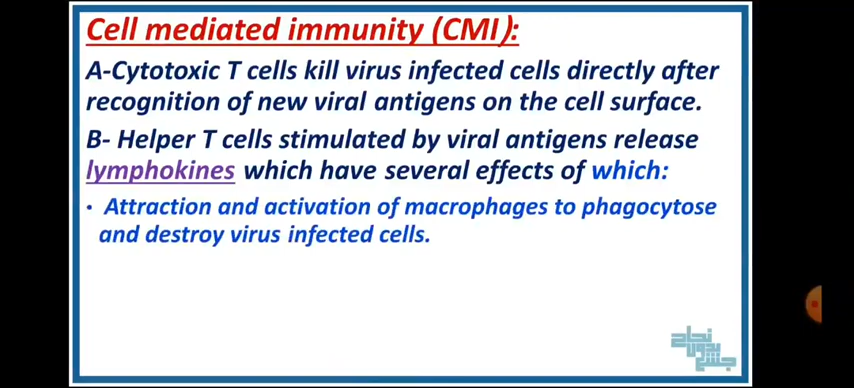 Cell mediated immunity (CMI):
A-Cytotoxic T cells kill virus infected cells directly after
recognition of new viral antigens on the cell surface.
B- Helper T cells stimulated by viral antigens release
lymphokines which have several effects of which:
• Attraction and activation of macrophages to phagocytose
and destroy virus infected cells.